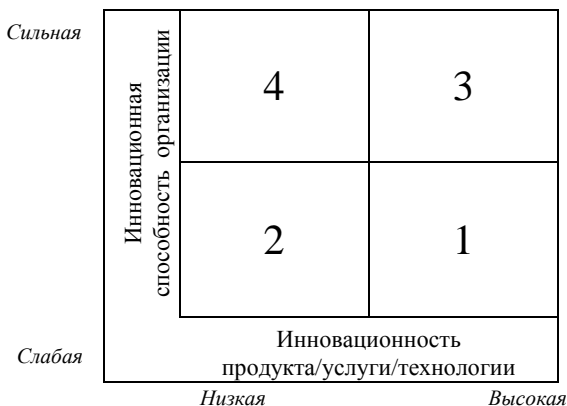 Сильная
Инновационная
способность организации
4
3
2
1
Слабая
Инновационность
продукта/услуги/технологии
Низкая
Высокая